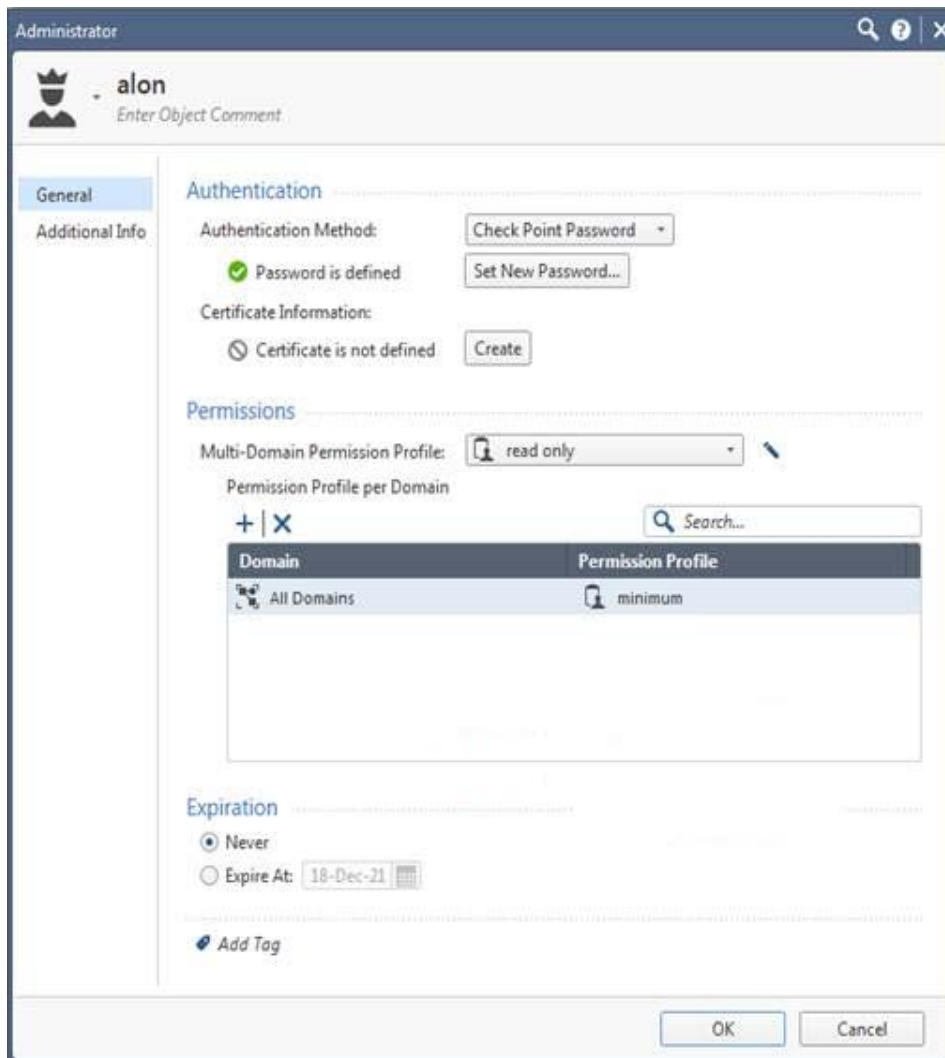 Administrator
alon
Enter Object Comment
General
Additional Info
Authentication
Authentication Method: Check Point Password
Password is defined Set New Password...
Certificate Information:
Certificate is not defined Create
Permissions
Multi-Domain Permission Profile: read only
Permission Profile per Domain
Search...
Domain Permission Profile
All Domains minimum
Expiration
Never
Expire At: 18-Dec-21
Add Tag
OK Cancel